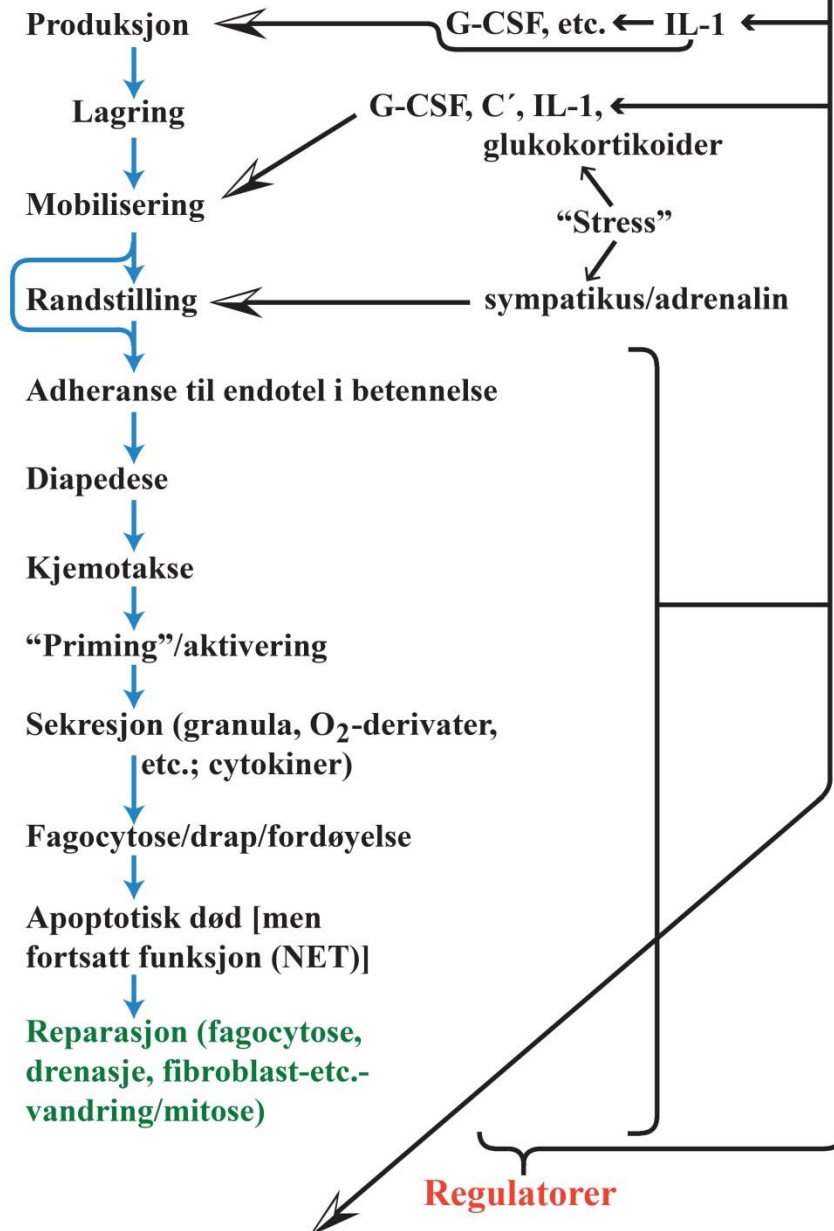 Produksjon
G-CSF, etc. ← IL-1 ←
Lagring
G-CSF, C´, IL-1,
glukokortikoider
Mobilisering
“Stress”
Randstilling
sympatikus/adrenalin
Adheranse til endotel i betennelse
Diapedese
Kjemotakse
“Priming”/aktivering
Sekresjon (granula, O₂-derivater,
etc.; cytokiner)
Fagocytose/drap/fordøyelse
Apoptotisk død [men
fortsatt funksjon (NET)]
Reparasjon (fagocytose,
drenasje, fibroblast-etc.-
vandring/mitose)
Regulatorer